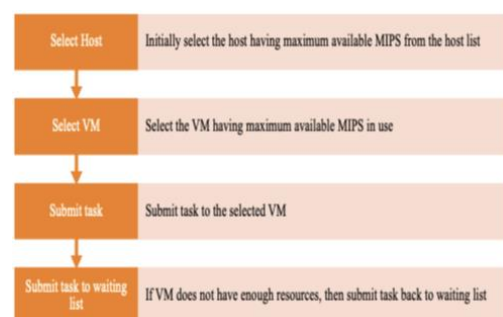 Select Host
Initially select the host having maximum available MIPS from the host list
Select VM
Select the VM having maximum available MIPS in use
Submit task
Submit task to the selected VM
Submit task to waiting
list
If VM does not have enough resources, then submit task back to waiting list